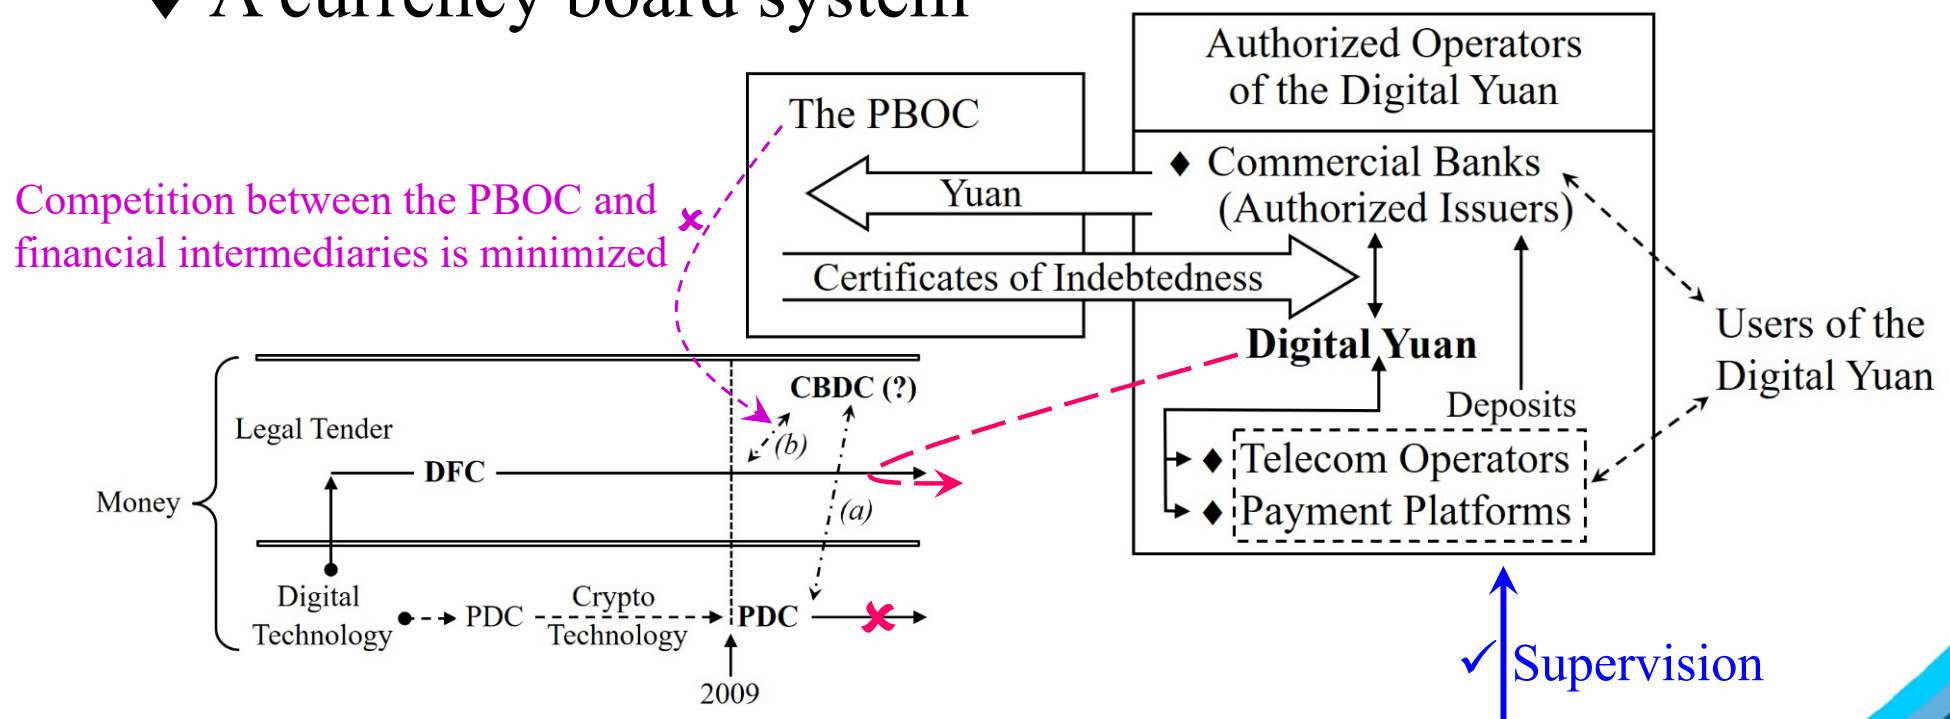 ♦ A currency board system
Authorized Operators
of the Digital Yuan
The PBOC
♦ Commercial Banks
(Authorized Issuers)
Yuan
Competition between the PBOC and
financial intermediaries is minimized
Certificates of Indebtedness
Digital Yuan
Users of the
Digital Yuan
Deposits
♦ Telecom Operators
♦ Payment Platforms
CBDC (?)
Legal Tender
(b)
DFC
Money
(a)
Digital
Technology
PDC
Crypto
Technology
PDC
2009
✓ Supervision